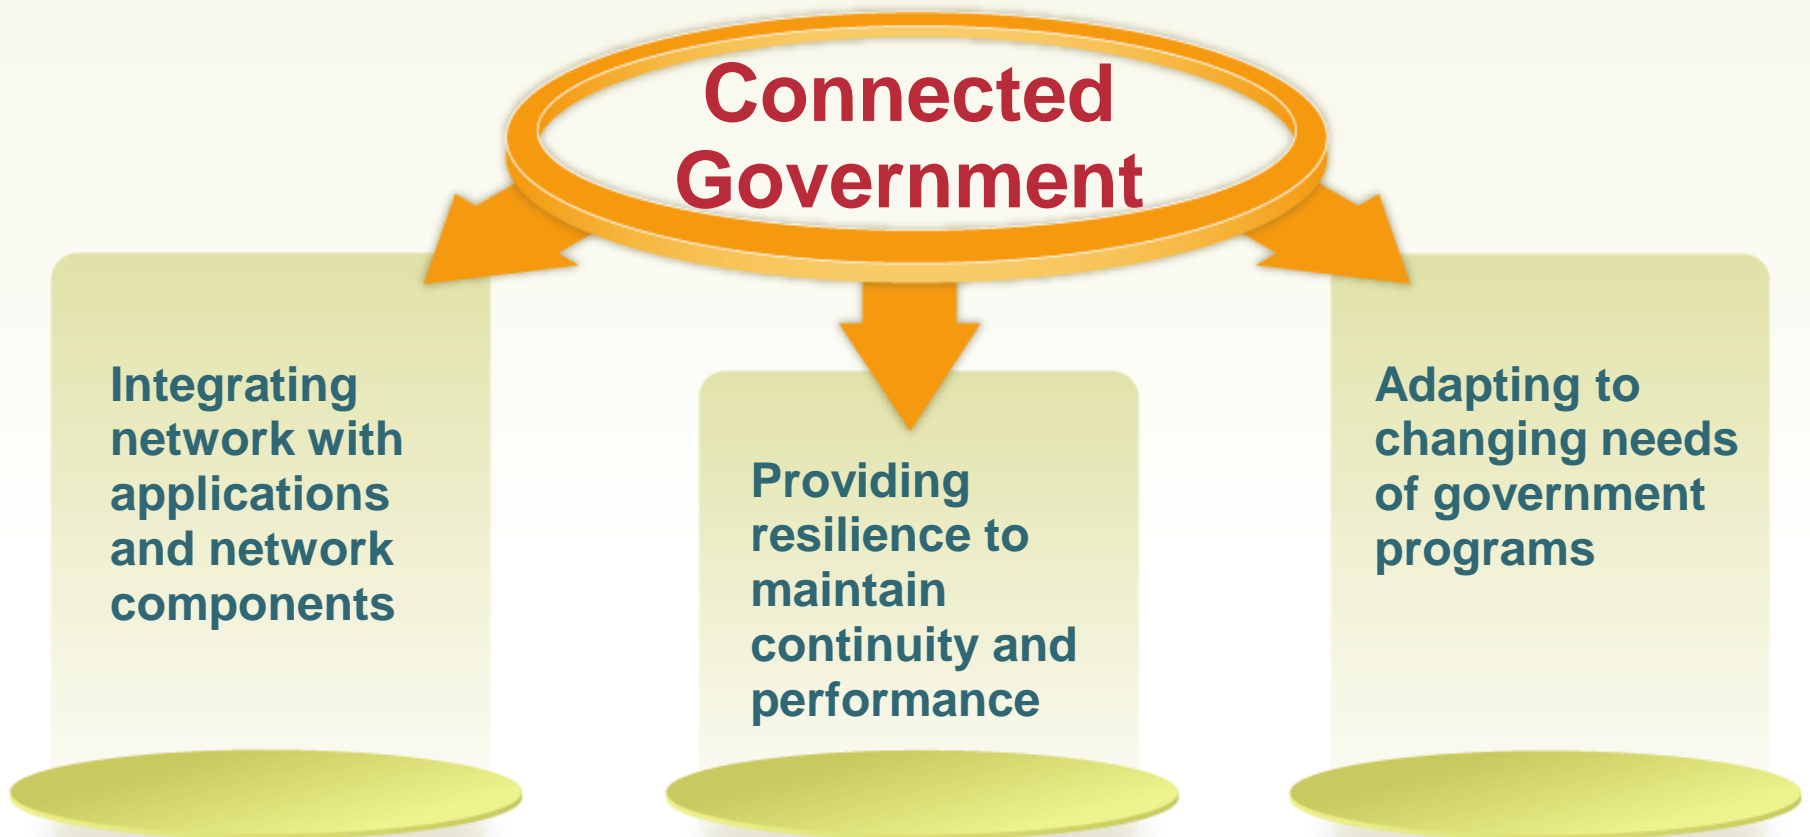 Connected
Government
Integrating
network with
applications
and network
components
Providing
resilience to
maintain
continuity and
performance
Adapting to
changing needs
of government
programs